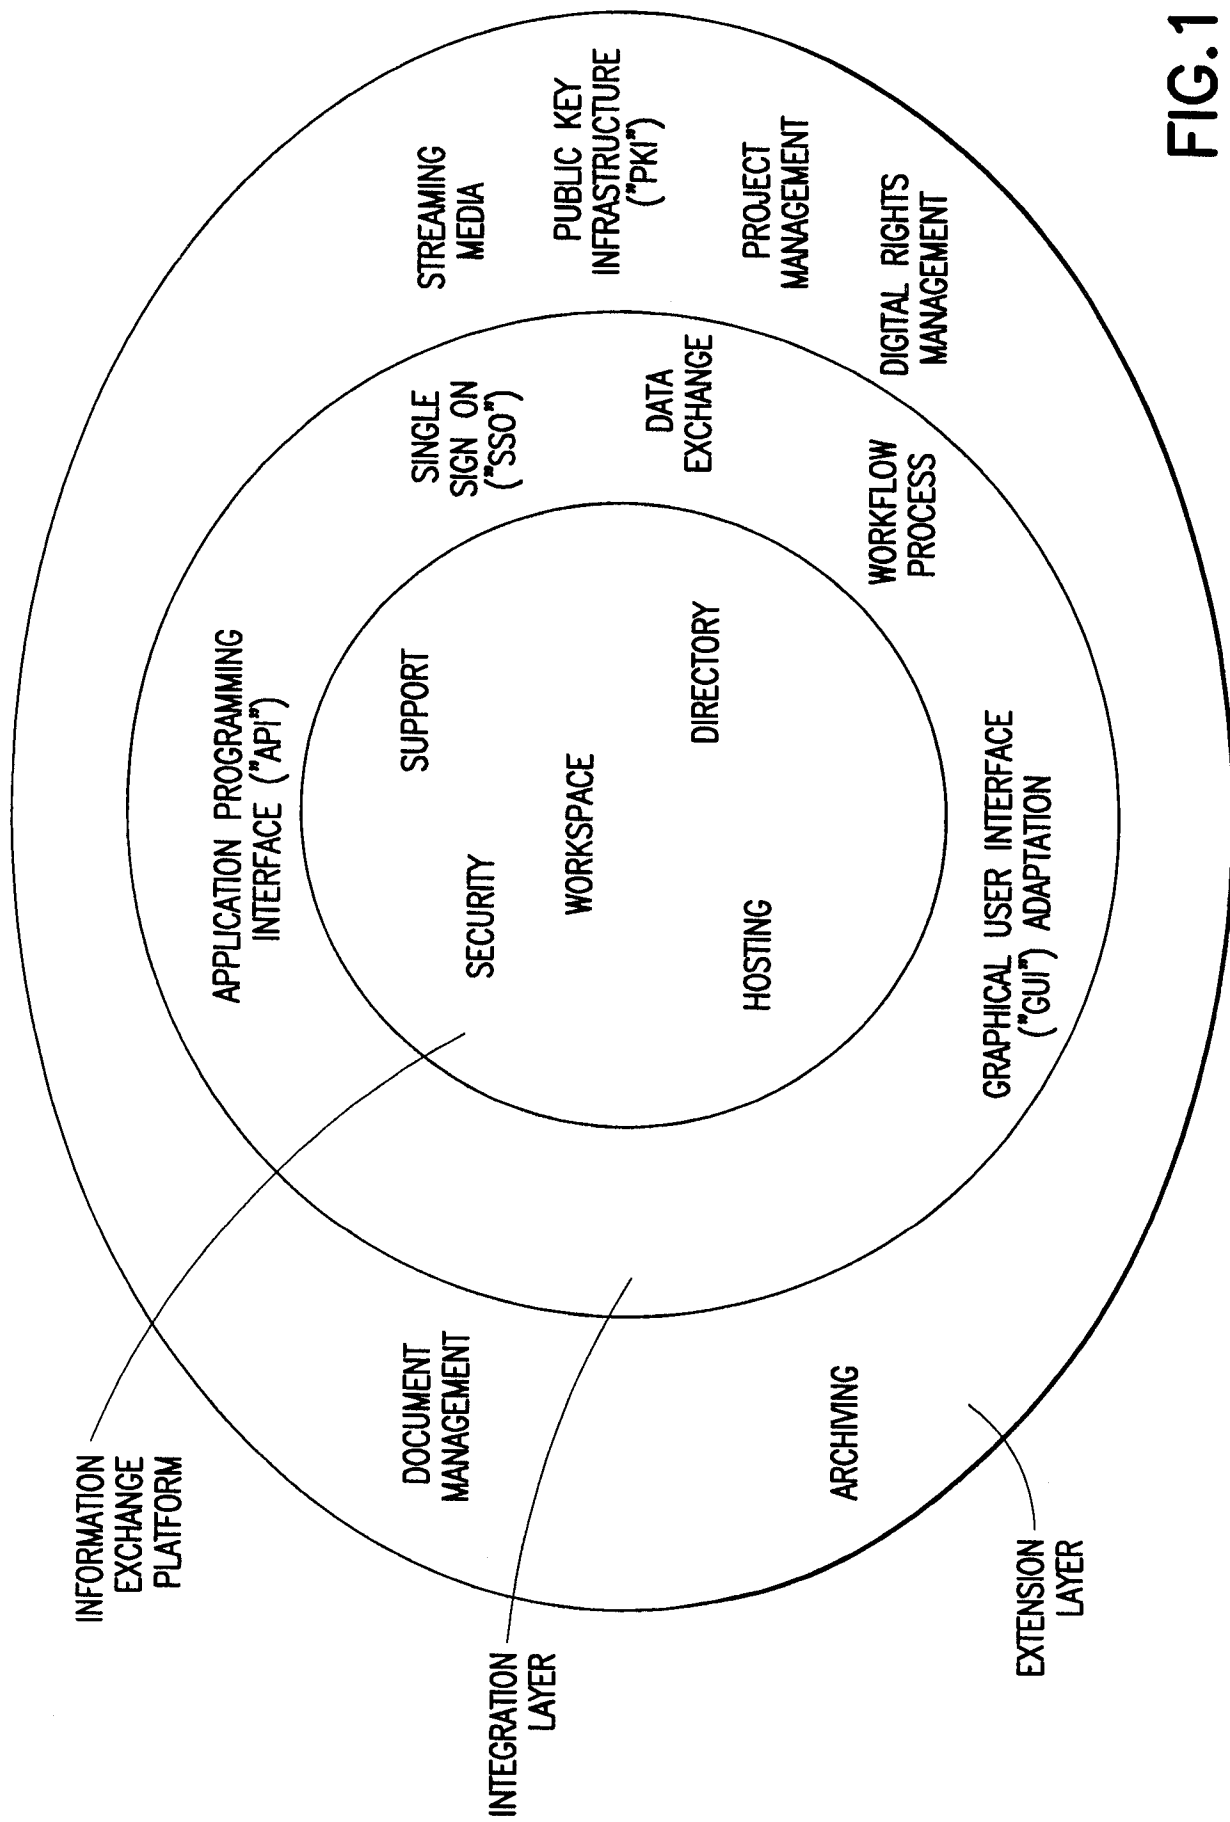 INFORMATION
EXCHANGE
PLATFORM
APPLICATION PROGRAMMING
INTERFACE ("API")
DOCUMENT
MANAGEMENT
SUPPORT
SINGLE
SIGN ON
("SSO")
STREAMING
MEDIA
SECURITY
INTEGRATION
LAYER
WORKSPACE
PUBLIC KEY
INFRASTRUCTURE
("PKI")
DIRECTORY
DATA
EXCHANGE
HOSTING
PROJECT
MANAGEMENT
ARCHIVING
WORKFLOW
PROCESS
DIGITAL RIGHTS
MANAGEMENT
GRAPHICAL USER INTERFACE
("GUI") ADAPTATION
EXTENSION
LAYER
FIG.1